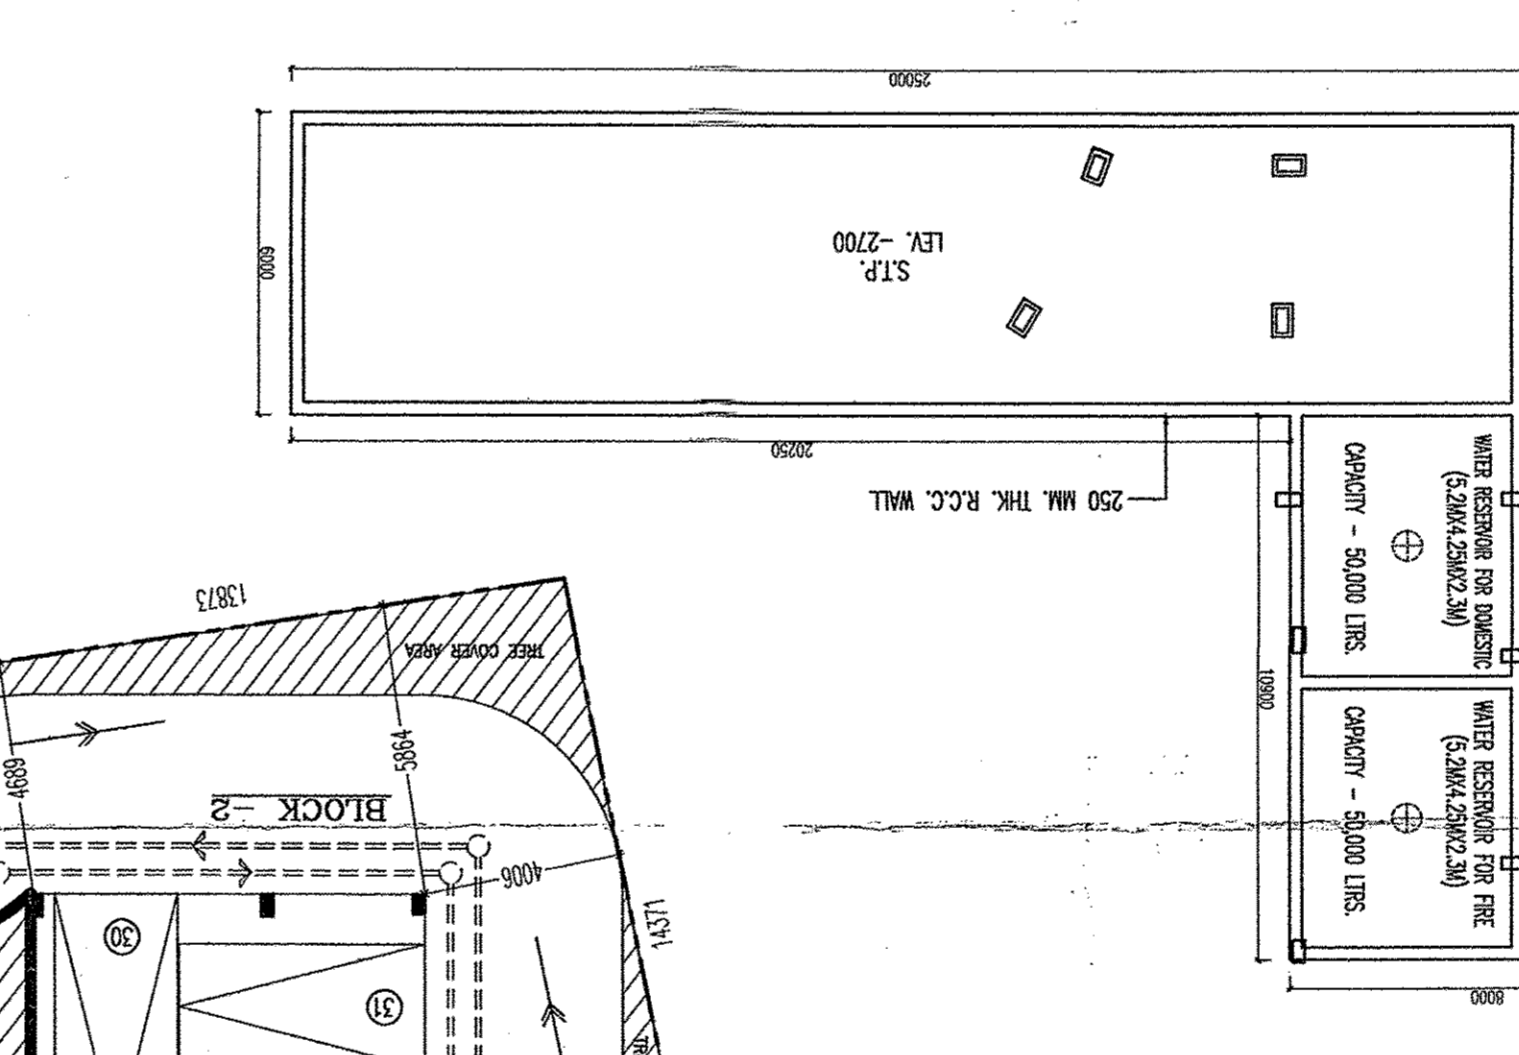 25000
6000
S.T.P.
LEV. -2700
20250
250 MM. THK. R.C.C. WALL
WATER RESERVOIR FOR DOMESTIC
(5.2MX4.25MX2.3M)
CAPACITY - 50,000 LTRS.
10900
WATER RESERVOIR FOR FIRE
(5.2MX4.25MX2.3M)
CAPACITY - 50,000 LTRS.
8000
13873
TREE COVER AREA
4689
5864
BLOCK -2
4006
14371
30
31
TR